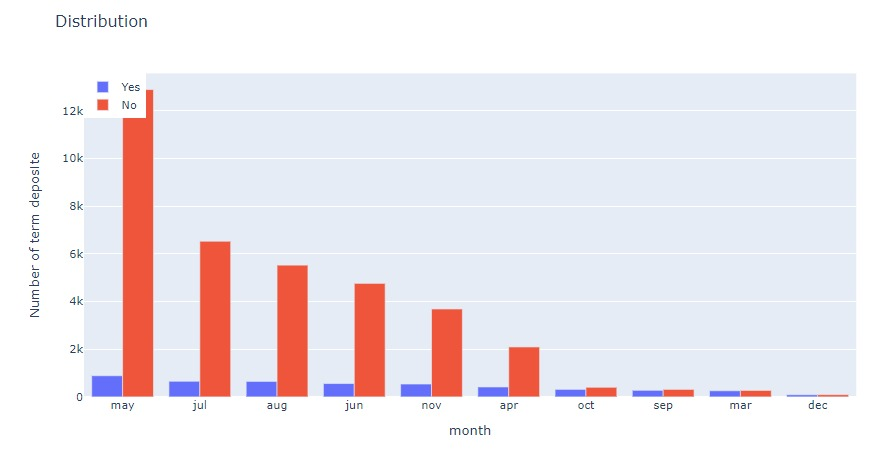 Distribution
Yes
No
12k
10k
8k
6k
4k
2k
0
Number of term deposite
may jul aug jun nov apr oct sep mar dec
month